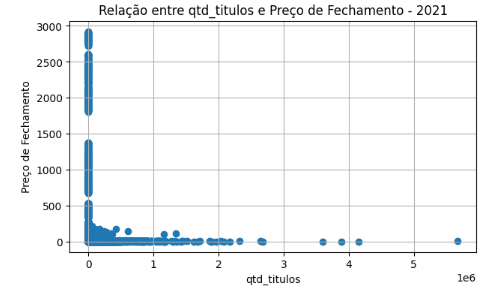 Relação entre qtd_titulos e Preço de Fechamento - 2021
3000
2500
2000
1500
1000
500
0
Preço de Fechamento
0 1 2 3 4 5
1e6
qtd_titulos